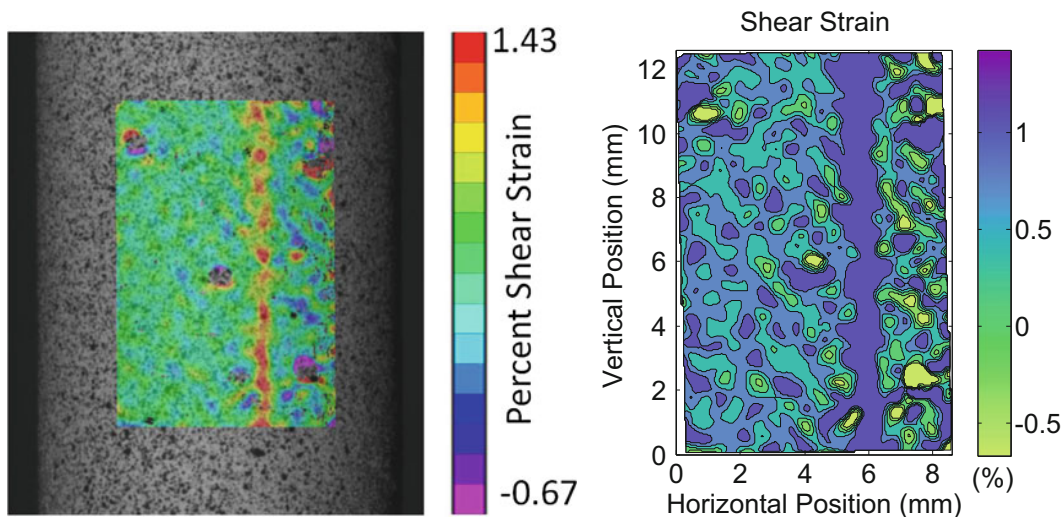 1.43
Percent Shear Strain
-0.67
Shear Strain
Vertical Position (mm)
12
10
8
6
4
2
0
0 2 4 6 8
Horizontal Position (mm)
1
0.5
0
-0.5
(%)